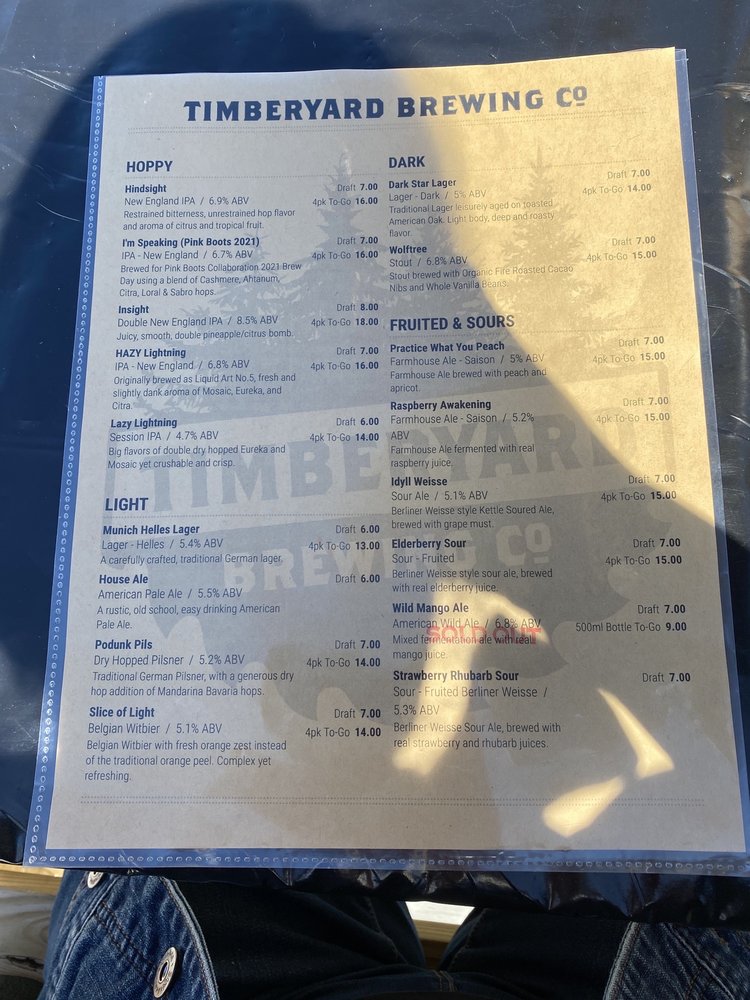 TIMBERYARD BREWING CO
HOPPY
Hindsight Draft 7.00
New England IPA / 6.9% ABV 4pk To-Go 16.00
Restrained bitterness, unrestrained hop flavor
and aroma of citrus and tropical fruit.
I'm Speaking (Pink Boots 2021) Draft 7.00
IPA - New England / 6.7% ABV 4pk To-Go 16.00
Brewed for Pink Boots Collaboration 2021 Brew
Day using a blend of Cashmere, Ahtanum,
Citra, Loral & Sabro hops.
Insight Draft 8.00
Double New England IPA / 8.5% ABV 4pk To-Go 18.00
Juicy, smooth, double pineapple/citrus bomb.
HAZY Lightning Draft 7.00
IPA - New England / 6.8% ABV 4pk To-Go 16.00
Originally brewed as Liquid Art No.5, fresh and
slightly dank aroma of Mosaic, Eureka, and
Citra.
Lazy Lightning Draft 6.00
Session IPA / 4.7% ABV 4pk To-Go 14.00
Big flavors of double dry hopped Eureka and
Mosaic yet crushable and crisp.
LIGHT
Munich Helles Lager Draft 6.00
Lager - Helles / 5.4% ABV 4pk To-Go 13.00
A carefully crafted, traditional German lager.
House Ale Draft 6.00
American Pale Ale / 5.5% ABV
A rustic, old school, easy drinking American
Pale Ale.
Podunk Pils Draft 7.00
Dry Hopped Pilsner / 5.2% ABV 4pk To-Go 14.00
Traditional German Pilsner, with a generous dry
hop addition of Mandarina Bavaria hops.
Slice of Light Draft 7.00
Belgian Witbier / 5.1% ABV 4pk To-Go 14.00
Belgian Witbier with fresh orange zest instead
of the traditional orange peel. Complex yet
refreshing.
DARK
Dark Star Lager Draft 7.00
Lager - Dark / 5% ABV 4pk To-Go 14.00
Traditional Lager leisurely aged on toasted
American Oak. Light body, deep and roasty
flavor.
Wolftree Draft 7.00
Stout / 6.8% ABV 4pk To-Go 15.00
Stout brewed with Organic Fire Roasted Cacao
Nibs and Whole Vanilla Beans.
FRUITED & SOURS
Practice What You Peach Draft 7.00
Farmhouse Ale - Saison / 5% ABV 4pk To-Go 15.00
Farmhouse Ale brewed with peach and
apricot.
Raspberry Awakening Draft 7.00
Farmhouse Ale - Saison / 5.2% 4pk To-Go 15.00
ABV
Farmhouse Ale fermented with real
raspberry juice.
Idyll Weisse Draft 7.00
Sour Ale / 5.1% ABV 4pk To-Go 15.00
Berliner Weisse style Kettle Soured Ale,
brewed with grape must.
Elderberry Sour Draft 7.00
Sour - Fruited 4pk To-Go 15.00
Berliner Weisse style sour ale, brewed
with real elderberry juice.
Wild Mango Ale Draft 7.00
American Wild Ale / 6.8% ABV 500ml Bottle To-Go 9.00
SOLD OUT
Mixed fermentation ale with real
mango juice.
Strawberry Rhubarb Sour Draft 7.00
Sour - Fruited Berliner Weisse /
5.3% ABV
Berliner Weisse Sour Ale, brewed with
real strawberry and rhubarb juices.
TIMBERYARD
BREWING CO